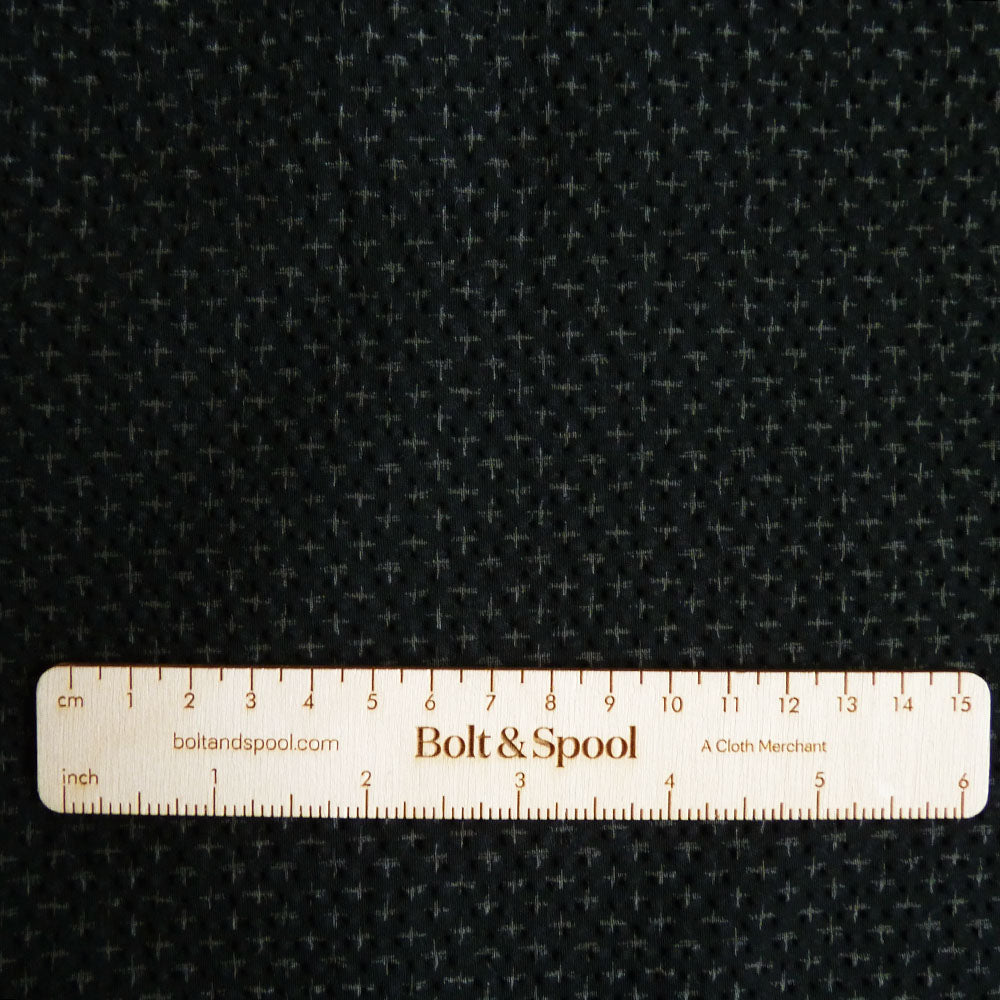 cm 1 2 3 4 5 6 7 8 9 10 11 12 13 14 15
boltandspool.com Bolt & Spool A Cloth Merchant
inch 1 2 3 4 5 6